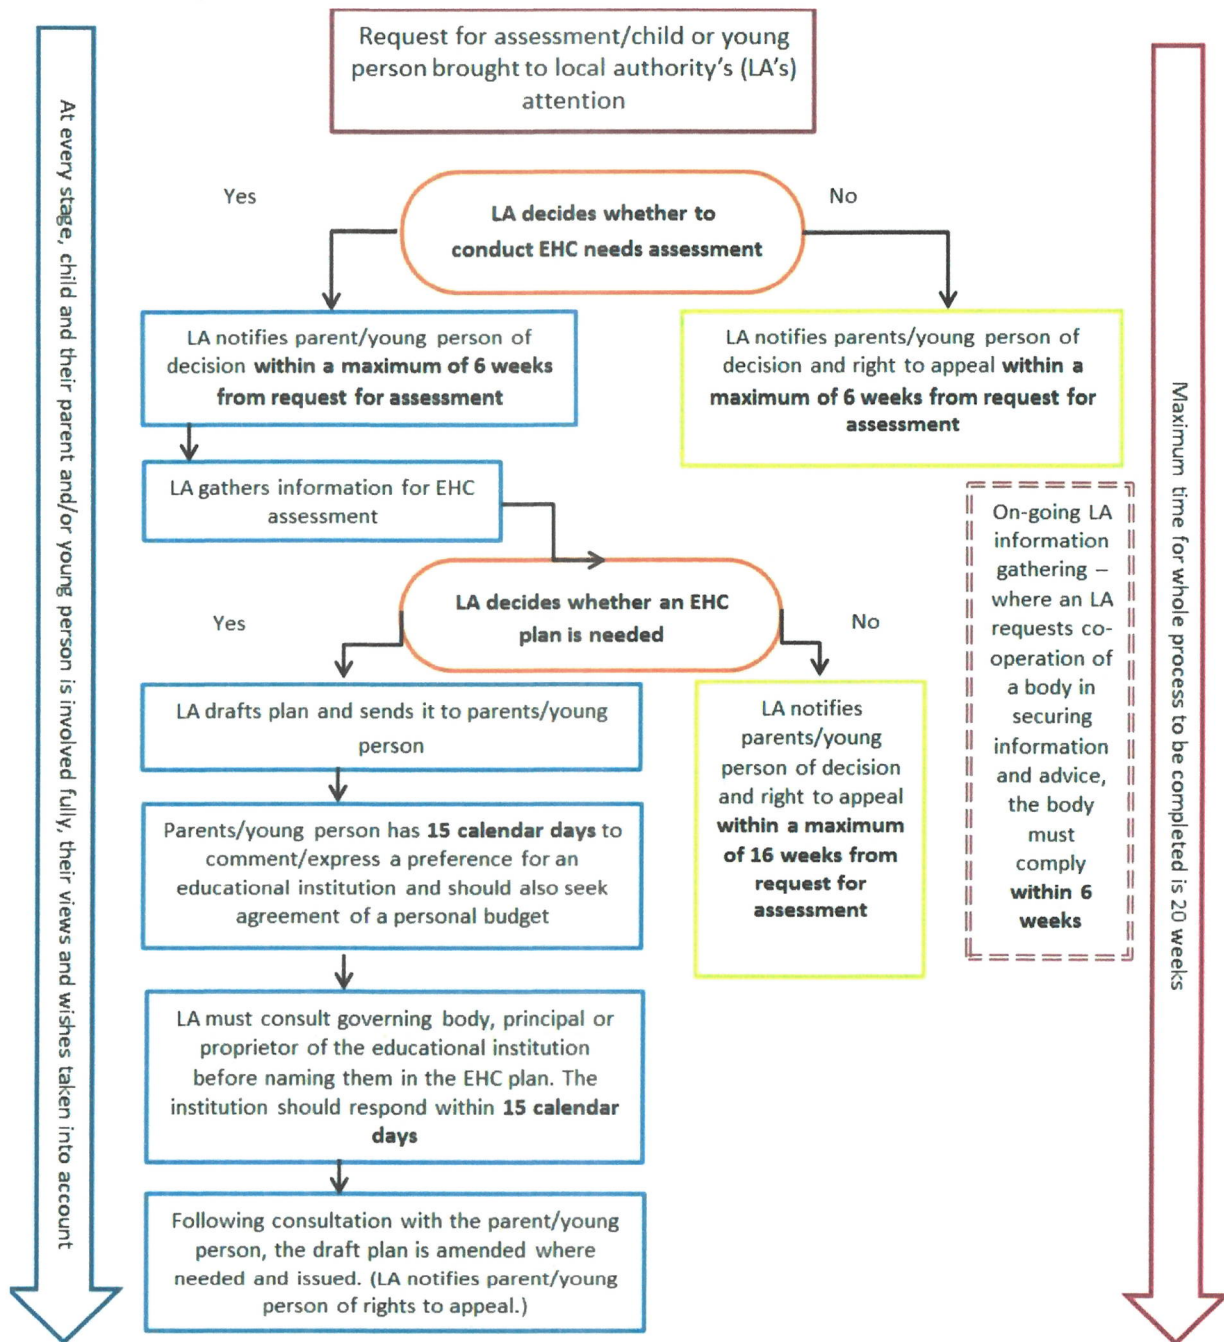 Request for assessment/child or young
person brought to local authority's (LA's)
attention
At every stage, child and their parent and/or young person is involved fully, their views and wishes taken into account
Yes
LA decides whether to
conduct EHC needs assessment
No
LA notifies parent/young person of
decision within a maximum of 6 weeks
from request for assessment
LA notifies parents/young person of
decision and right to appeal within a
maximum of 6 weeks from request for
assessment
LA gathers information for EHC
assessment
On-going LA
information
gathering –
where an LA
requests co-
operation of
a body in
securing
information
and advice,
the body
must
comply
within 6
weeks
Maximum time for whole process to be completed is 20 weeks
Yes
LA decides whether an EHC
plan is needed
No
LA drafts plan and sends it to parents/young
person
LA notifies
parents/young
person of decision
and right to appeal
within a maximum
of 16 weeks from
request for
assessment
Parents/young person has 15 calendar days to
comment/express a preference for an
educational institution and should also seek
agreement of a personal budget
LA must consult governing body, principal or
proprietor of the educational institution
before naming them in the EHC plan. The
institution should respond within 15 calendar
days
Following consultation with the parent/young
person, the draft plan is amended where
needed and issued. (LA notifies parent/young
person of rights to appeal.)